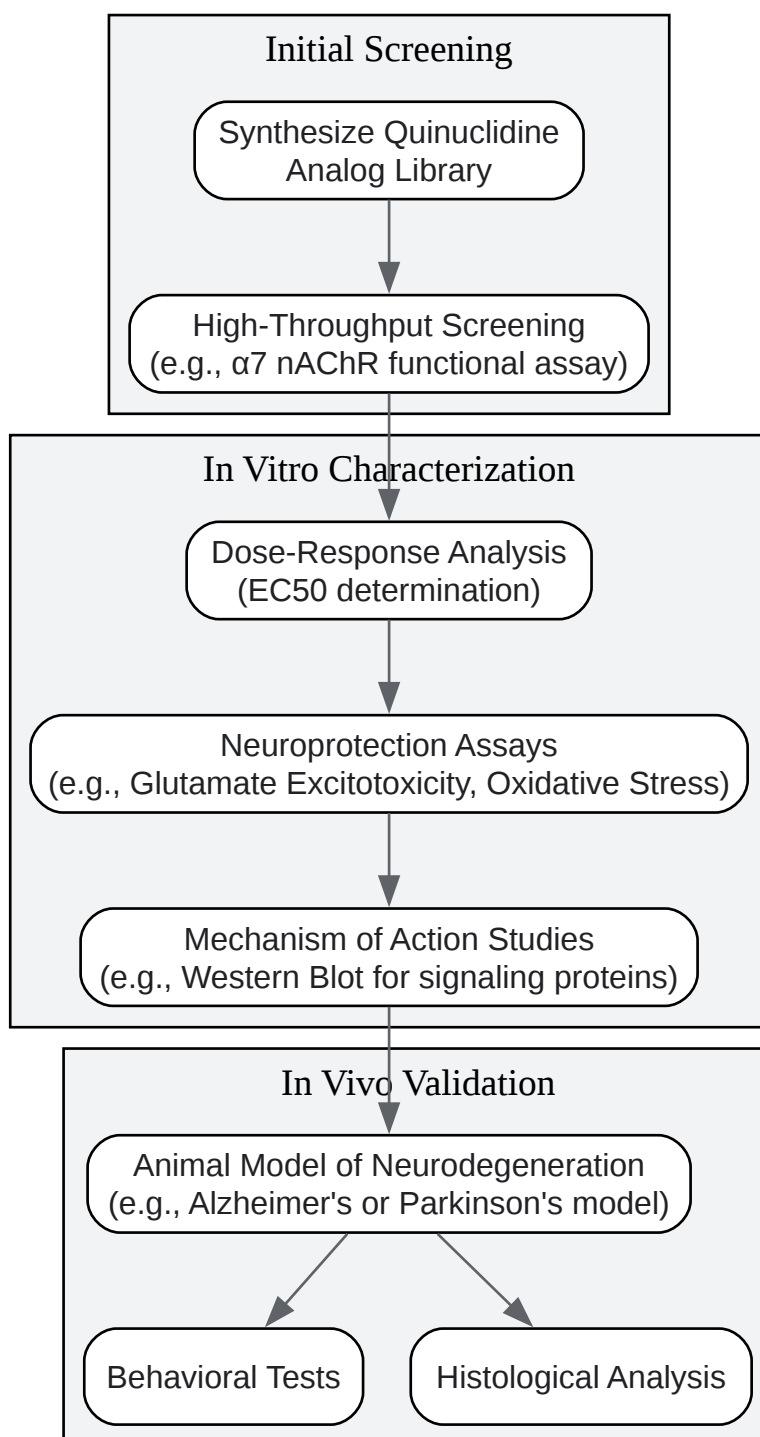 Initial Screening
Synthesize Quinuclidine
Analog Library
High-Throughput Screening
(e.g., α7 nAChR functional assay)
In Vitro Characterization
Dose-Response Analysis
(EC50 determination)
Neuroprotection Assays
(e.g., Glutamate Excitotoxicity, Oxidative Stress)
Mechanism of Action Studies
(e.g., Western Blot for signaling proteins)
In Vivo Validation
Animal Model of Neurodegeneration
(e.g., Alzheimer's or Parkinson's model)
Behavioral Tests
Histological Analysis